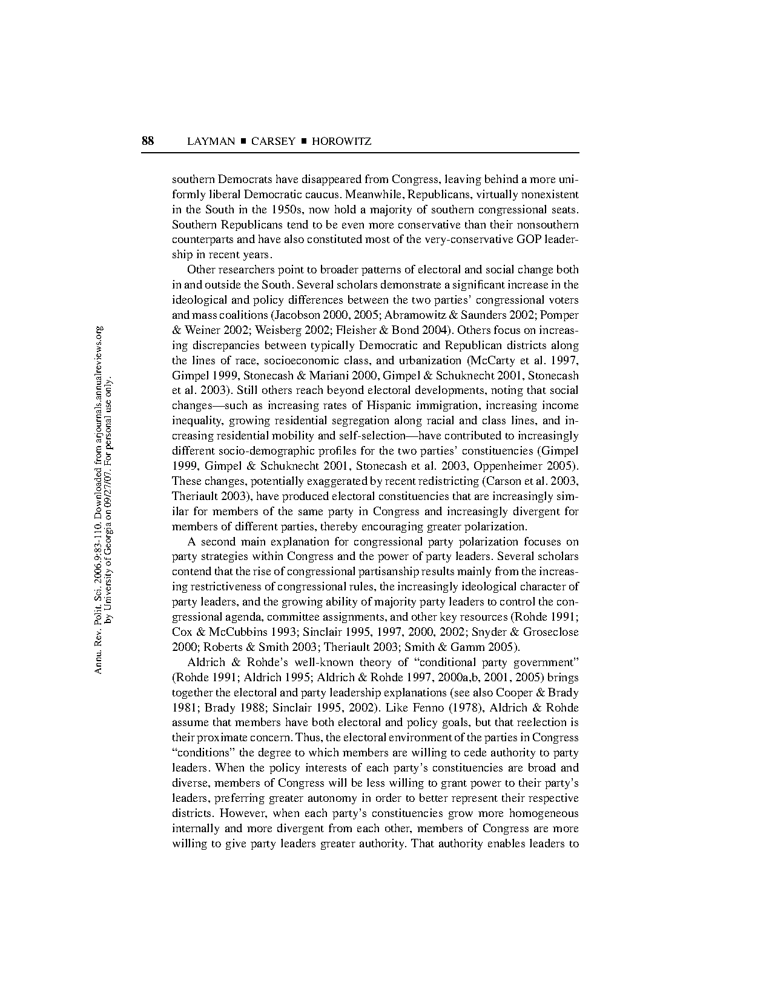 88 LAYMAN ■ CARSEY ■ HOROWITZ
southern Democrats have disappeared from Congress, leaving behind a more uni-
formly liberal Democratic caucus. Meanwhile, Republicans, virtually nonexistent
in the South in the 1950s, now hold a majority of southern congressional seats.
Southern Republicans tend to be even more conservative than their nonsouthern
counterparts and have also constituted most of the very-conservative GOP leader-
ship in recent years.
Other researchers point to broader patterns of electoral and social change both
in and outside the South. Several scholars demonstrate a significant increase in the
ideological and policy differences between the two parties’ congressional voters
and mass coalitions (Jacobson 2000, 2005; Abramowitz & Saunders 2002; Pomper
& Weiner 2002; Weisberg 2002; Fleisher & Bond 2004). Others focus on increas-
ing discrepancies between typically Democratic and Republican districts along
the lines of race, socioeconomic class, and urbanization (McCarty et al. 1997,
Gimpel 1999, Stonecash & Mariani 2000, Gimpel & Schuknecht 2001, Stonecash
et al. 2003). Still others reach beyond electoral developments, noting that social
changes—such as increasing rates of Hispanic immigration, increasing income
inequality, growing residential segregation along racial and class lines, and in-
creasing residential mobility and self-selection—have contributed to increasingly
different socio-demographic profiles for the two parties’ constituencies (Gimpel
1999, Gimpel & Schuknecht 2001, Stonecash et al. 2003, Oppenheimer 2005).
These changes, potentially exaggerated by recent redistricting (Carson et al. 2003,
Theriault 2003), have produced electoral constituencies that are increasingly sim-
ilar for members of the same party in Congress and increasingly divergent for
members of different parties, thereby encouraging greater polarization.
A second main explanation for congressional party polarization focuses on
party strategies within Congress and the power of party leaders. Several scholars
contend that the rise of congressional partisanship results mainly from the increas-
ing restrictiveness of congressional rules, the increasingly ideological character of
party leaders, and the growing ability of majority party leaders to control the con-
gressional agenda, committee assignments, and other key resources (Rohde 1991;
Cox & McCubbins 1993; Sinclair 1995, 1997, 2000, 2002; Snyder & Groseclose
2000; Roberts & Smith 2003; Theriault 2003; Smith & Gamm 2005).
Aldrich & Rohde’s well-known theory of “conditional party government”
(Rohde 1991; Aldrich 1995; Aldrich & Rohde 1997, 2000a,b, 2001, 2005) brings
together the electoral and party leadership explanations (see also Cooper & Brady
1981; Brady 1988; Sinclair 1995, 2002). Like Fenno (1978), Aldrich & Rohde
assume that members have both electoral and policy goals, but that reelection is
their proximate concern. Thus, the electoral environment of the parties in Congress
“conditions” the degree to which members are willing to cede authority to party
leaders. When the policy interests of each party’s constituencies are broad and
diverse, members of Congress will be less willing to grant power to their party’s
leaders, preferring greater autonomy in order to better represent their respective
districts. However, when each party’s constituencies grow more homogeneous
internally and more divergent from each other, members of Congress are more
willing to give party leaders greater authority. That authority enables leaders to
Annu. Rev. Polit. Sci. 2006.9:83-110. Downloaded from arjournals.annualreviews.org
by University of Georgia on 09/27/07. For personal use only.